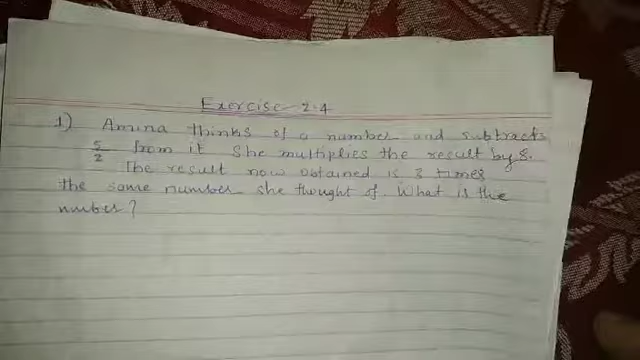 Exercise - 2.4
1) Amina thinks of a number and subtracts
5/2 from it She multiplies the result by 8.
The result now obtained is 3 times
the same number she thought of. What is the
number?